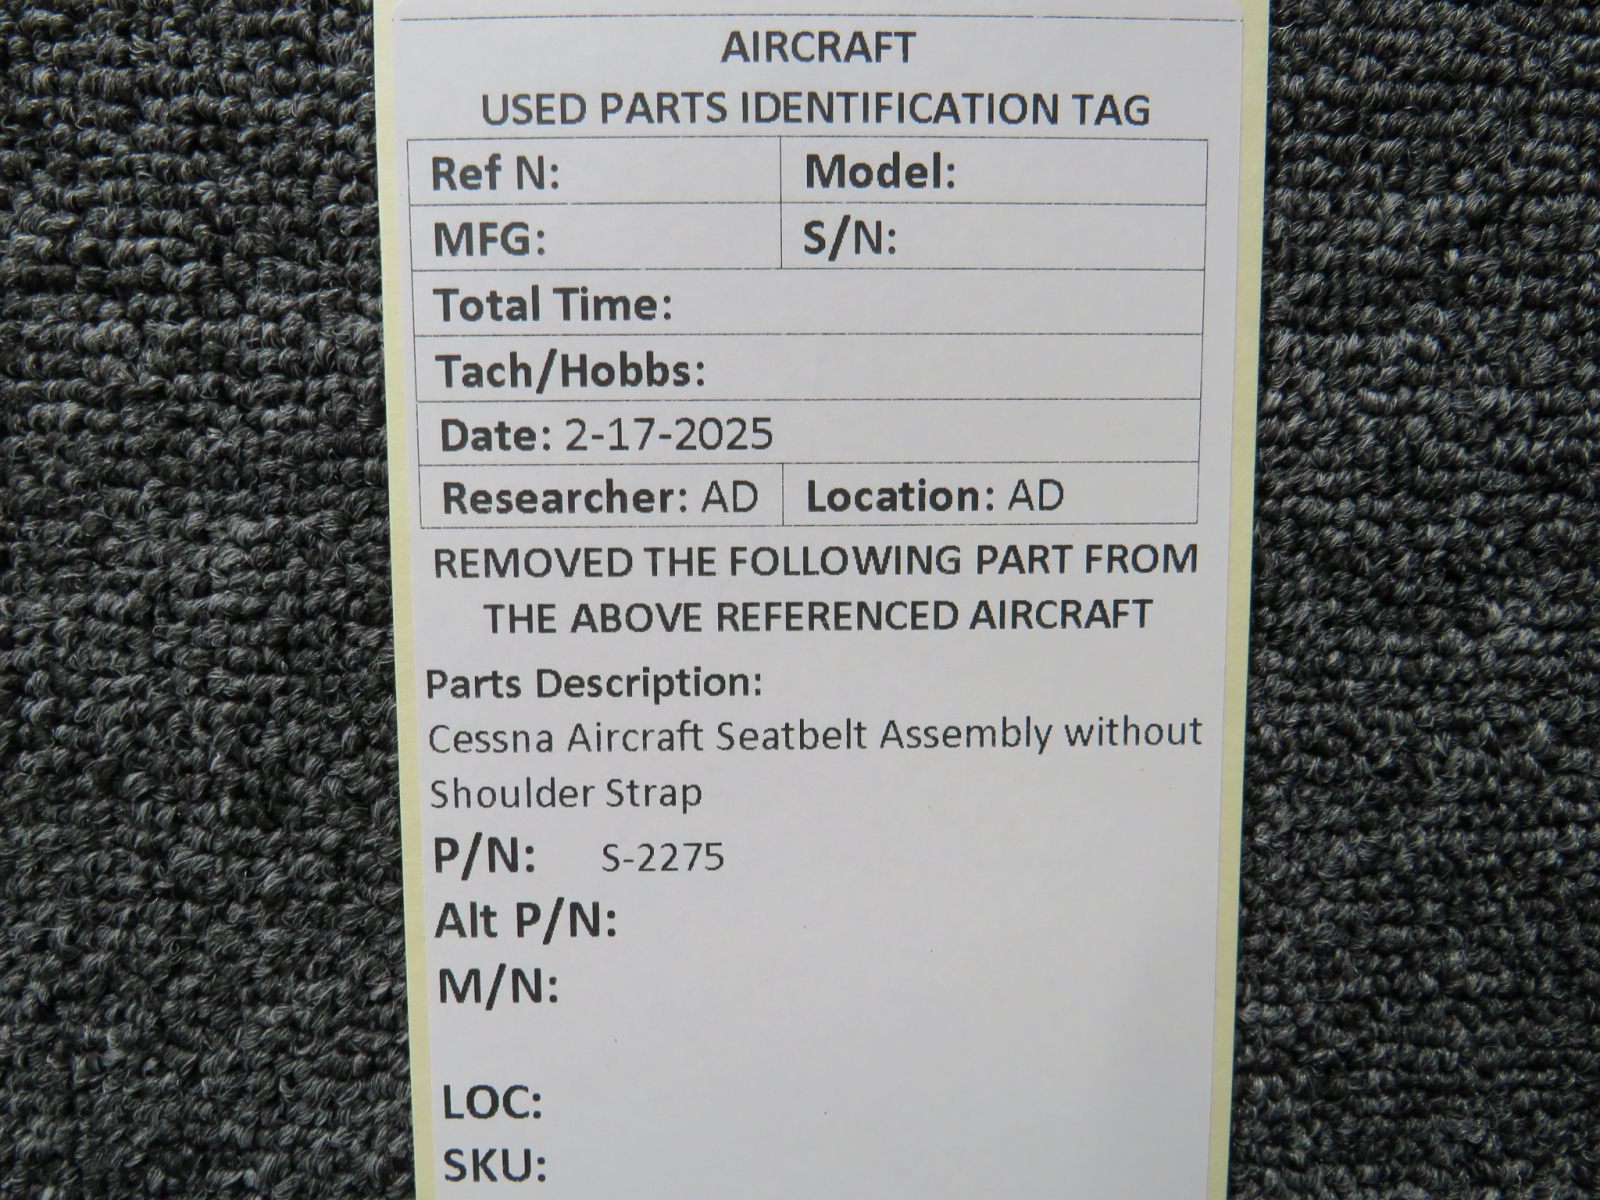 AIRCRAFT
USED PARTS IDENTIFICATION TAG
Ref N: Model:
MFG: S/N:
Total Time:
Tach/Hobbs:
Date: 2-17-2025
Researcher: AD Location: AD
REMOVED THE FOLLOWING PART FROM
THE ABOVE REFERENCED AIRCRAFT
Parts Description:
Cessna Aircraft Seatbelt Assembly without
Shoulder Strap
P/N: S-2275
Alt P/N:
M/N:
LOC:
SKU: